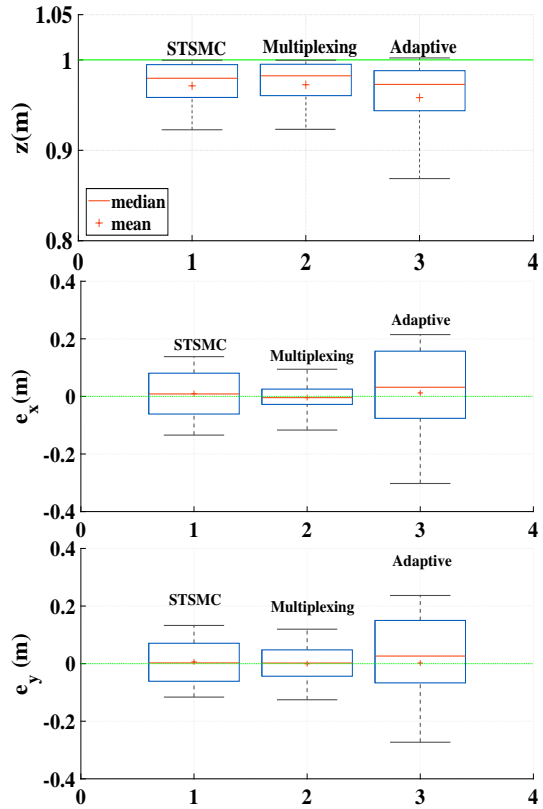 1.05
STSMC Multiplexing Adaptive
1
z(m)
0.9
median
mean
0.8
0 1 2 3 4
0.4
Adaptive
0.2
STSMC
Multiplexing
e_x(m)
0
-0.2
-0.4
0 1 2 3 4
0.4
Adaptive
STSMC
Multiplexing
0.2
e_y(m)
0
-0.2
-0.4
0 1 2 3 4